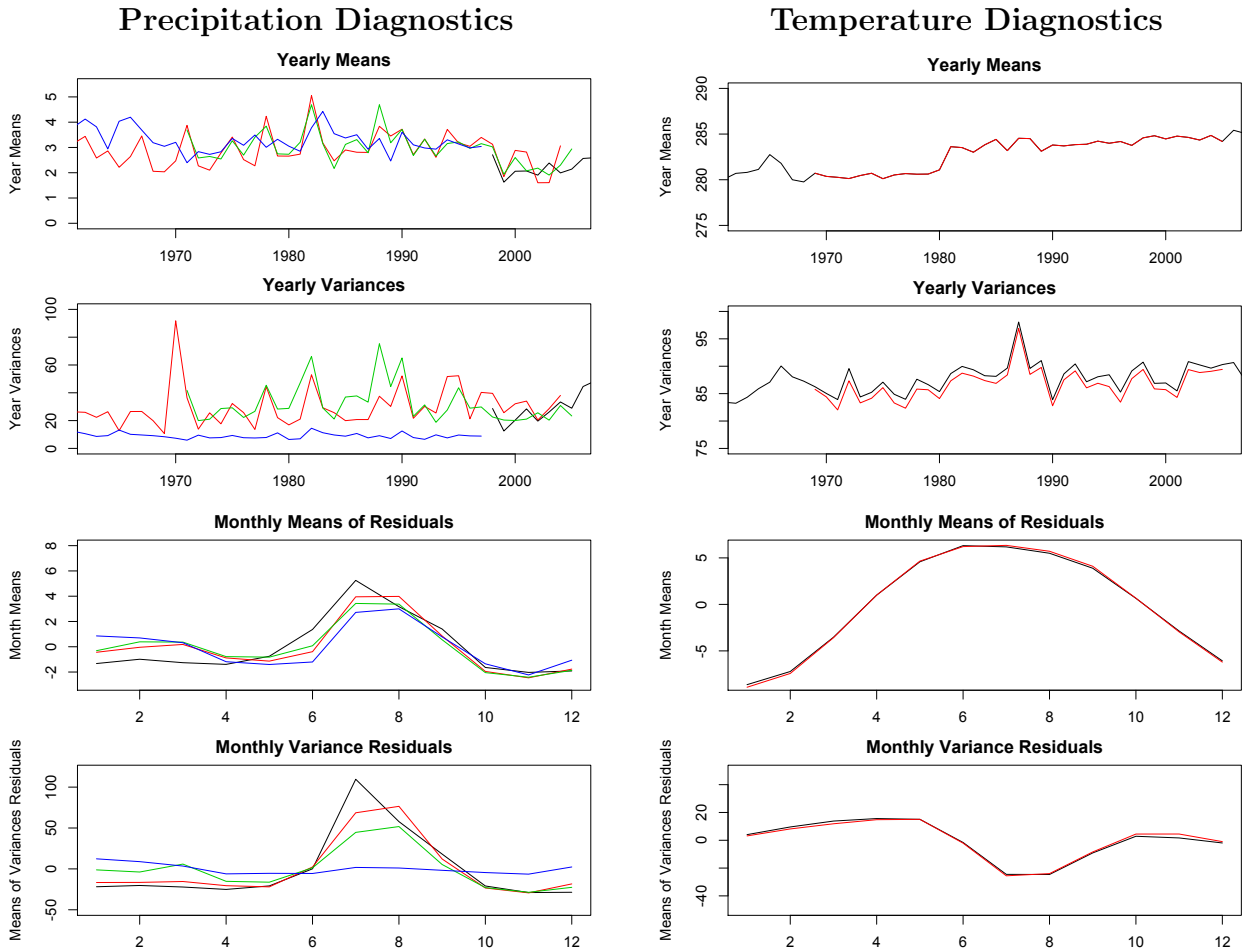 Precipitation Diagnostics
Yearly Means
Year Means
0 1 2 3 4 5
1970 1980 1990 2000
Yearly Variances
Year Variances
0 20 60 100
1970 1980 1990 2000
Monthly Means of Residuals
Month Means
-2 0 2 4 6 8
2 4 6 8 10 12
Monthly Variance Residuals
Means of Variances Residuals
-50 0 50 100
2 4 6 8 10 12
Temperature Diagnostics
Yearly Means
Year Means
275 280 285 290
1970 1980 1990 2000
Yearly Variances
Year Variances
75 85 95
1970 1980 1990 2000
Monthly Means of Residuals
Month Means
-5 0 5
2 4 6 8 10 12
Monthly Variance Residuals
Means of Variances Residuals
-40 0 20
2 4 6 8 10 12